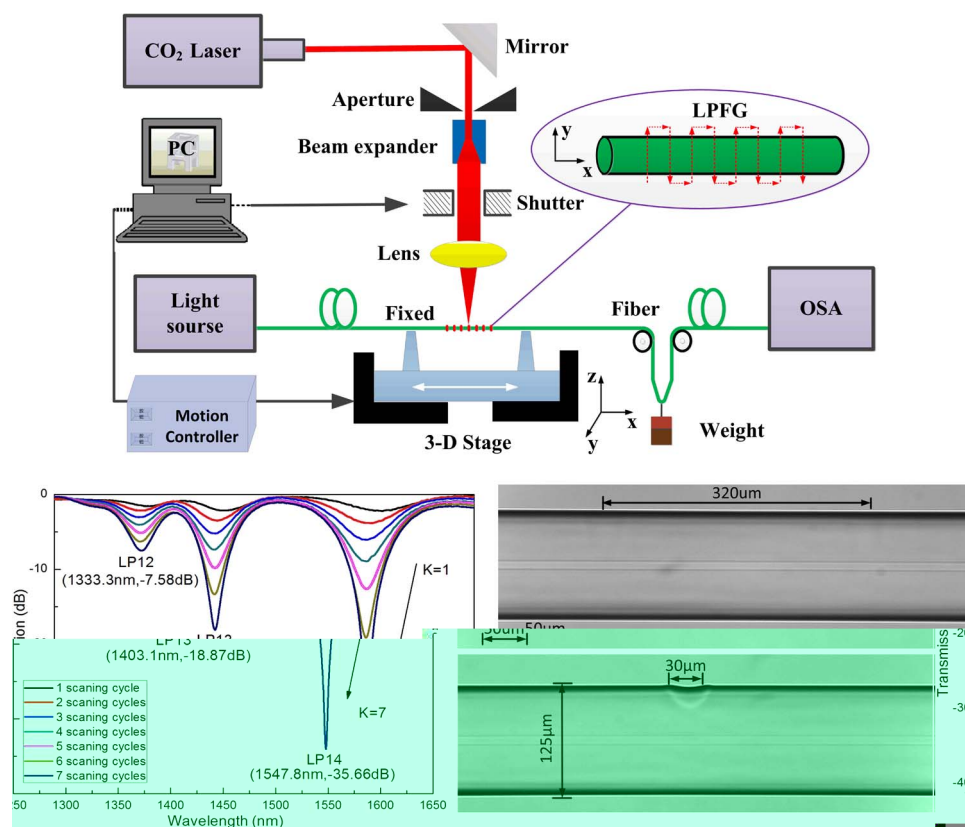 CO2 Laser
Mirror
Aperture
LPFG
y
x
PC
Beam expander
Shutter
Lens
Light
sourse
Fixed
Fiber
OSA
Motion
Controller
z
x
y
3-D Stage
Weight
0
-10
LP12
(1333.3nm,-7.58dB)
K=1
(1403.1nm,-18.87dB)
1 scaning cycle
2 scaning cycles
3 scaning cycles
4 scaning cycles
5 scaning cycles
6 scaning cycles
7 scaning cycles
K=7
LP14
(1547.8nm,-35.66dB)
1300
1350
1400
1450
1500
1550
1600
1650
Wavelength (nm)
(dB)
320um
30μm
125μm
Transmiss
-30